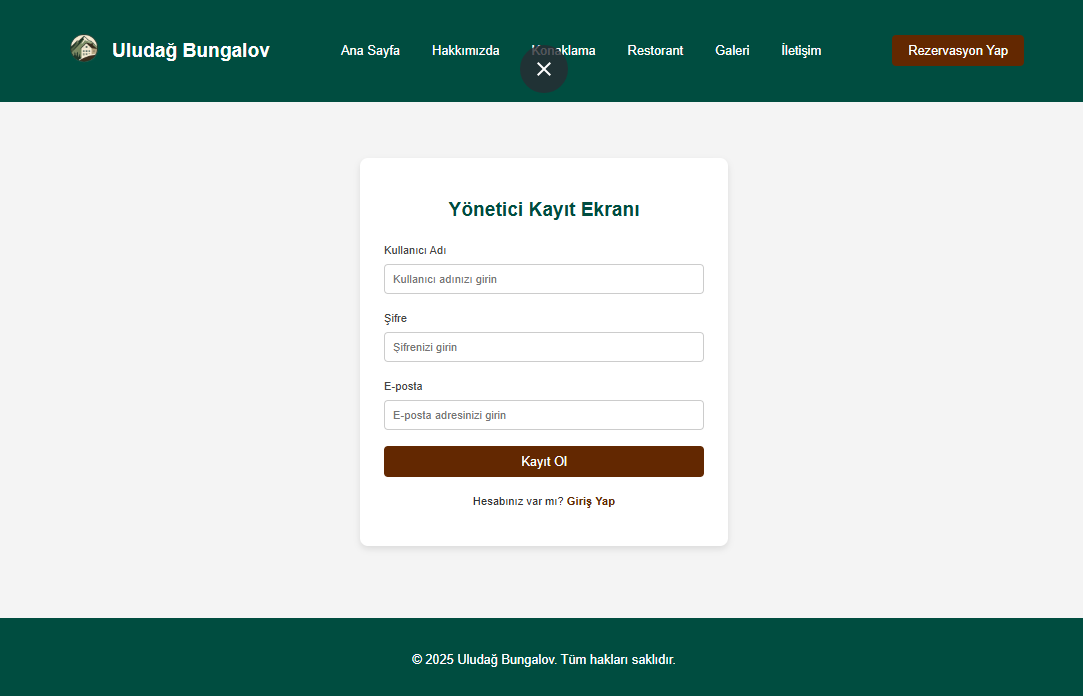 Uludağ Bungalov
Ana Sayfa Hakkımızda Konaklama Restorant Galeri İletişim
Rezervasyon Yap
Yönetici Kayıt Ekranı
Kullanıcı Adı
Kullanıcı adınızı girin
Şifre
Şifrenizi girin
E-posta
E-posta adresinizi girin
Kayıt Ol
Hesabınız var mı? Giriş Yap
© 2025 Uludağ Bungalov. Tüm hakları saklıdır.